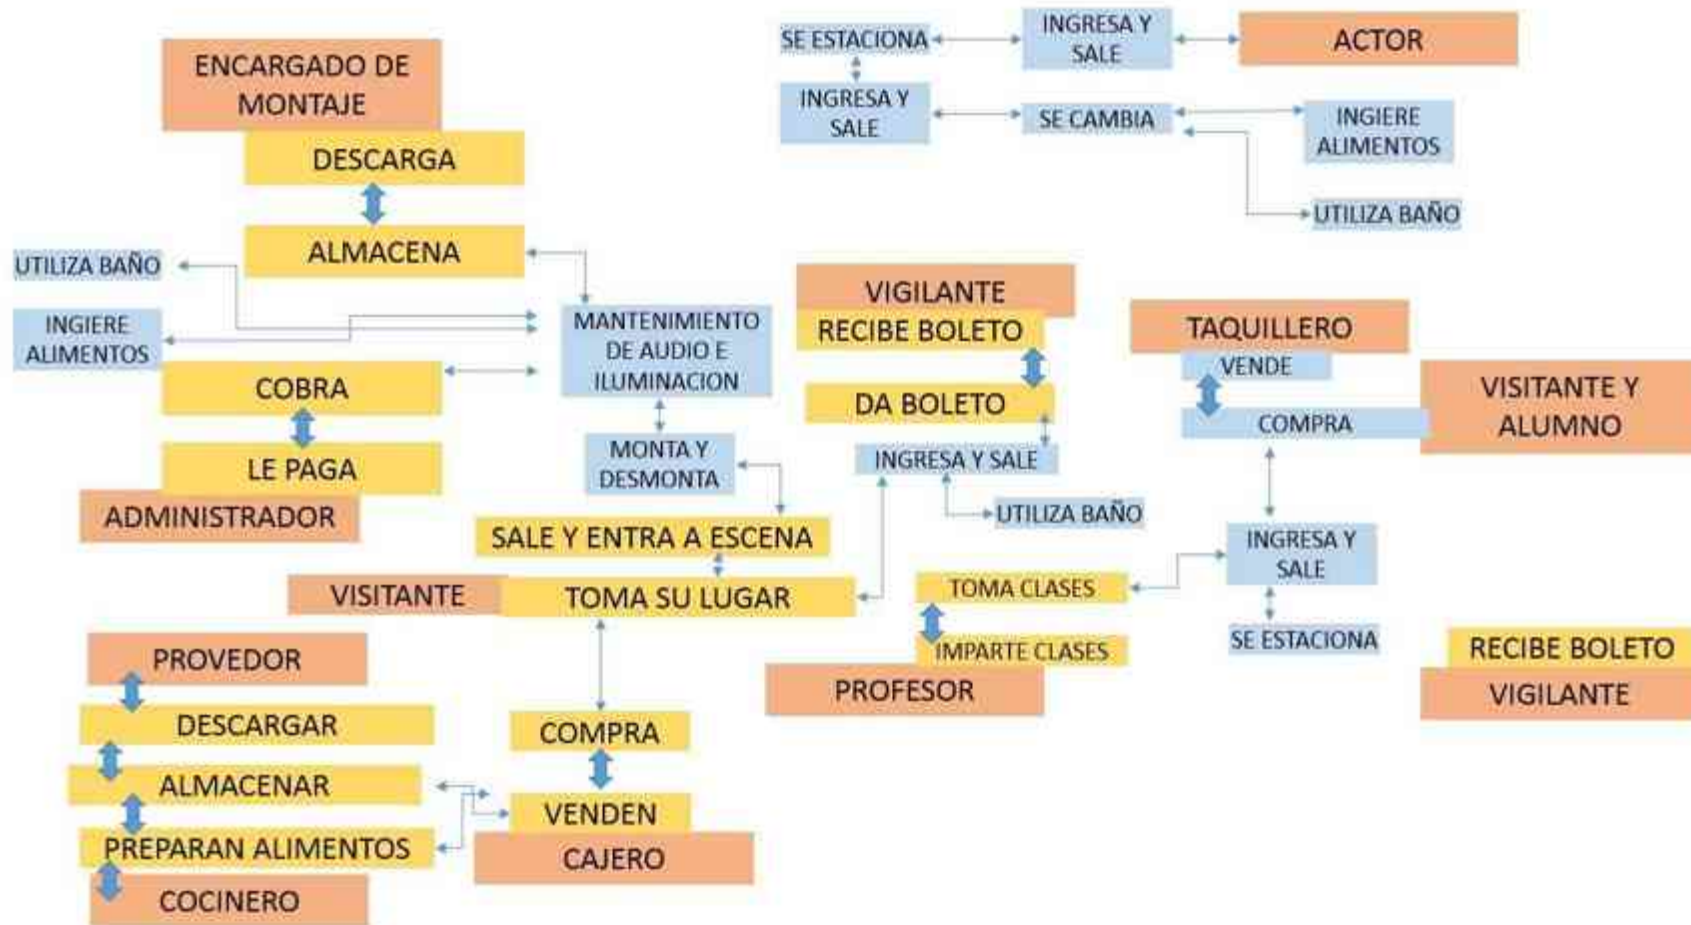 ENCARGADO DE
MONTAJE
DESCARGA
ALMACENA
UTILIZA BAÑO
INGIERE
ALIMENTOS
COBRA
LE PAGA
ADMINISTRADOR
MANTENIMIENTO
DE AUDIO E
ILUMINACION
MONTA Y
DESMONTA
SALE Y ENTRA A ESCENA
VISITANTE
TOMA SU LUGAR
PROVEDOR
DESCARGAR
ALMACENAR
PREPARAN ALIMENTOS
COCINERO
COMPRA
VENDEN
CAJERO
SE ESTACIONA
INGRESA Y
SALE
ACTOR
INGRESA Y
SALE
SE CAMBIA
INGIERE
ALIMENTOS
UTILIZA BAÑO
VIGILANTE
RECIBE BOLETO
DA BOLETO
INGRESA Y SALE
UTILIZA BAÑO
TAQUILLERO
VENDE
COMPRA
VISITANTE Y
ALUMNO
INGRESA Y
SALE
SE ESTACIONA
TOMA CLASES
IMPARTE CLASES
PROFESOR
RECIBE BOLETO
VIGILANTE